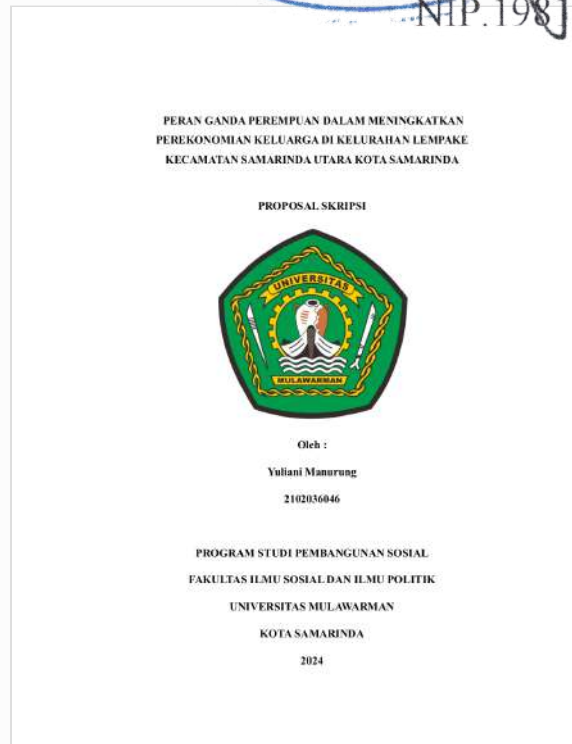 NIP.1981
PERAN GANDA PEREMPUAN DALAM MENINGKATKAN
PEREKONOMIAN KELUARGA DI KELURAHAN LEMPAKE
KECAMATAN SAMARINDA UTARA KOTA SAMARINDA
PROPOSAL SKRIPSI
UNIVERSITAS
MULAWARMAN
Oleh :
Yuliani Manurung
2102036046
PROGRAM STUDI PEMBANGUNAN SOSIAL
FAKULTAS ILMU SOSIAL DAN ILMU POLITIK
UNIVERSITAS MULAWARMAN
KOTA SAMARINDA
2024